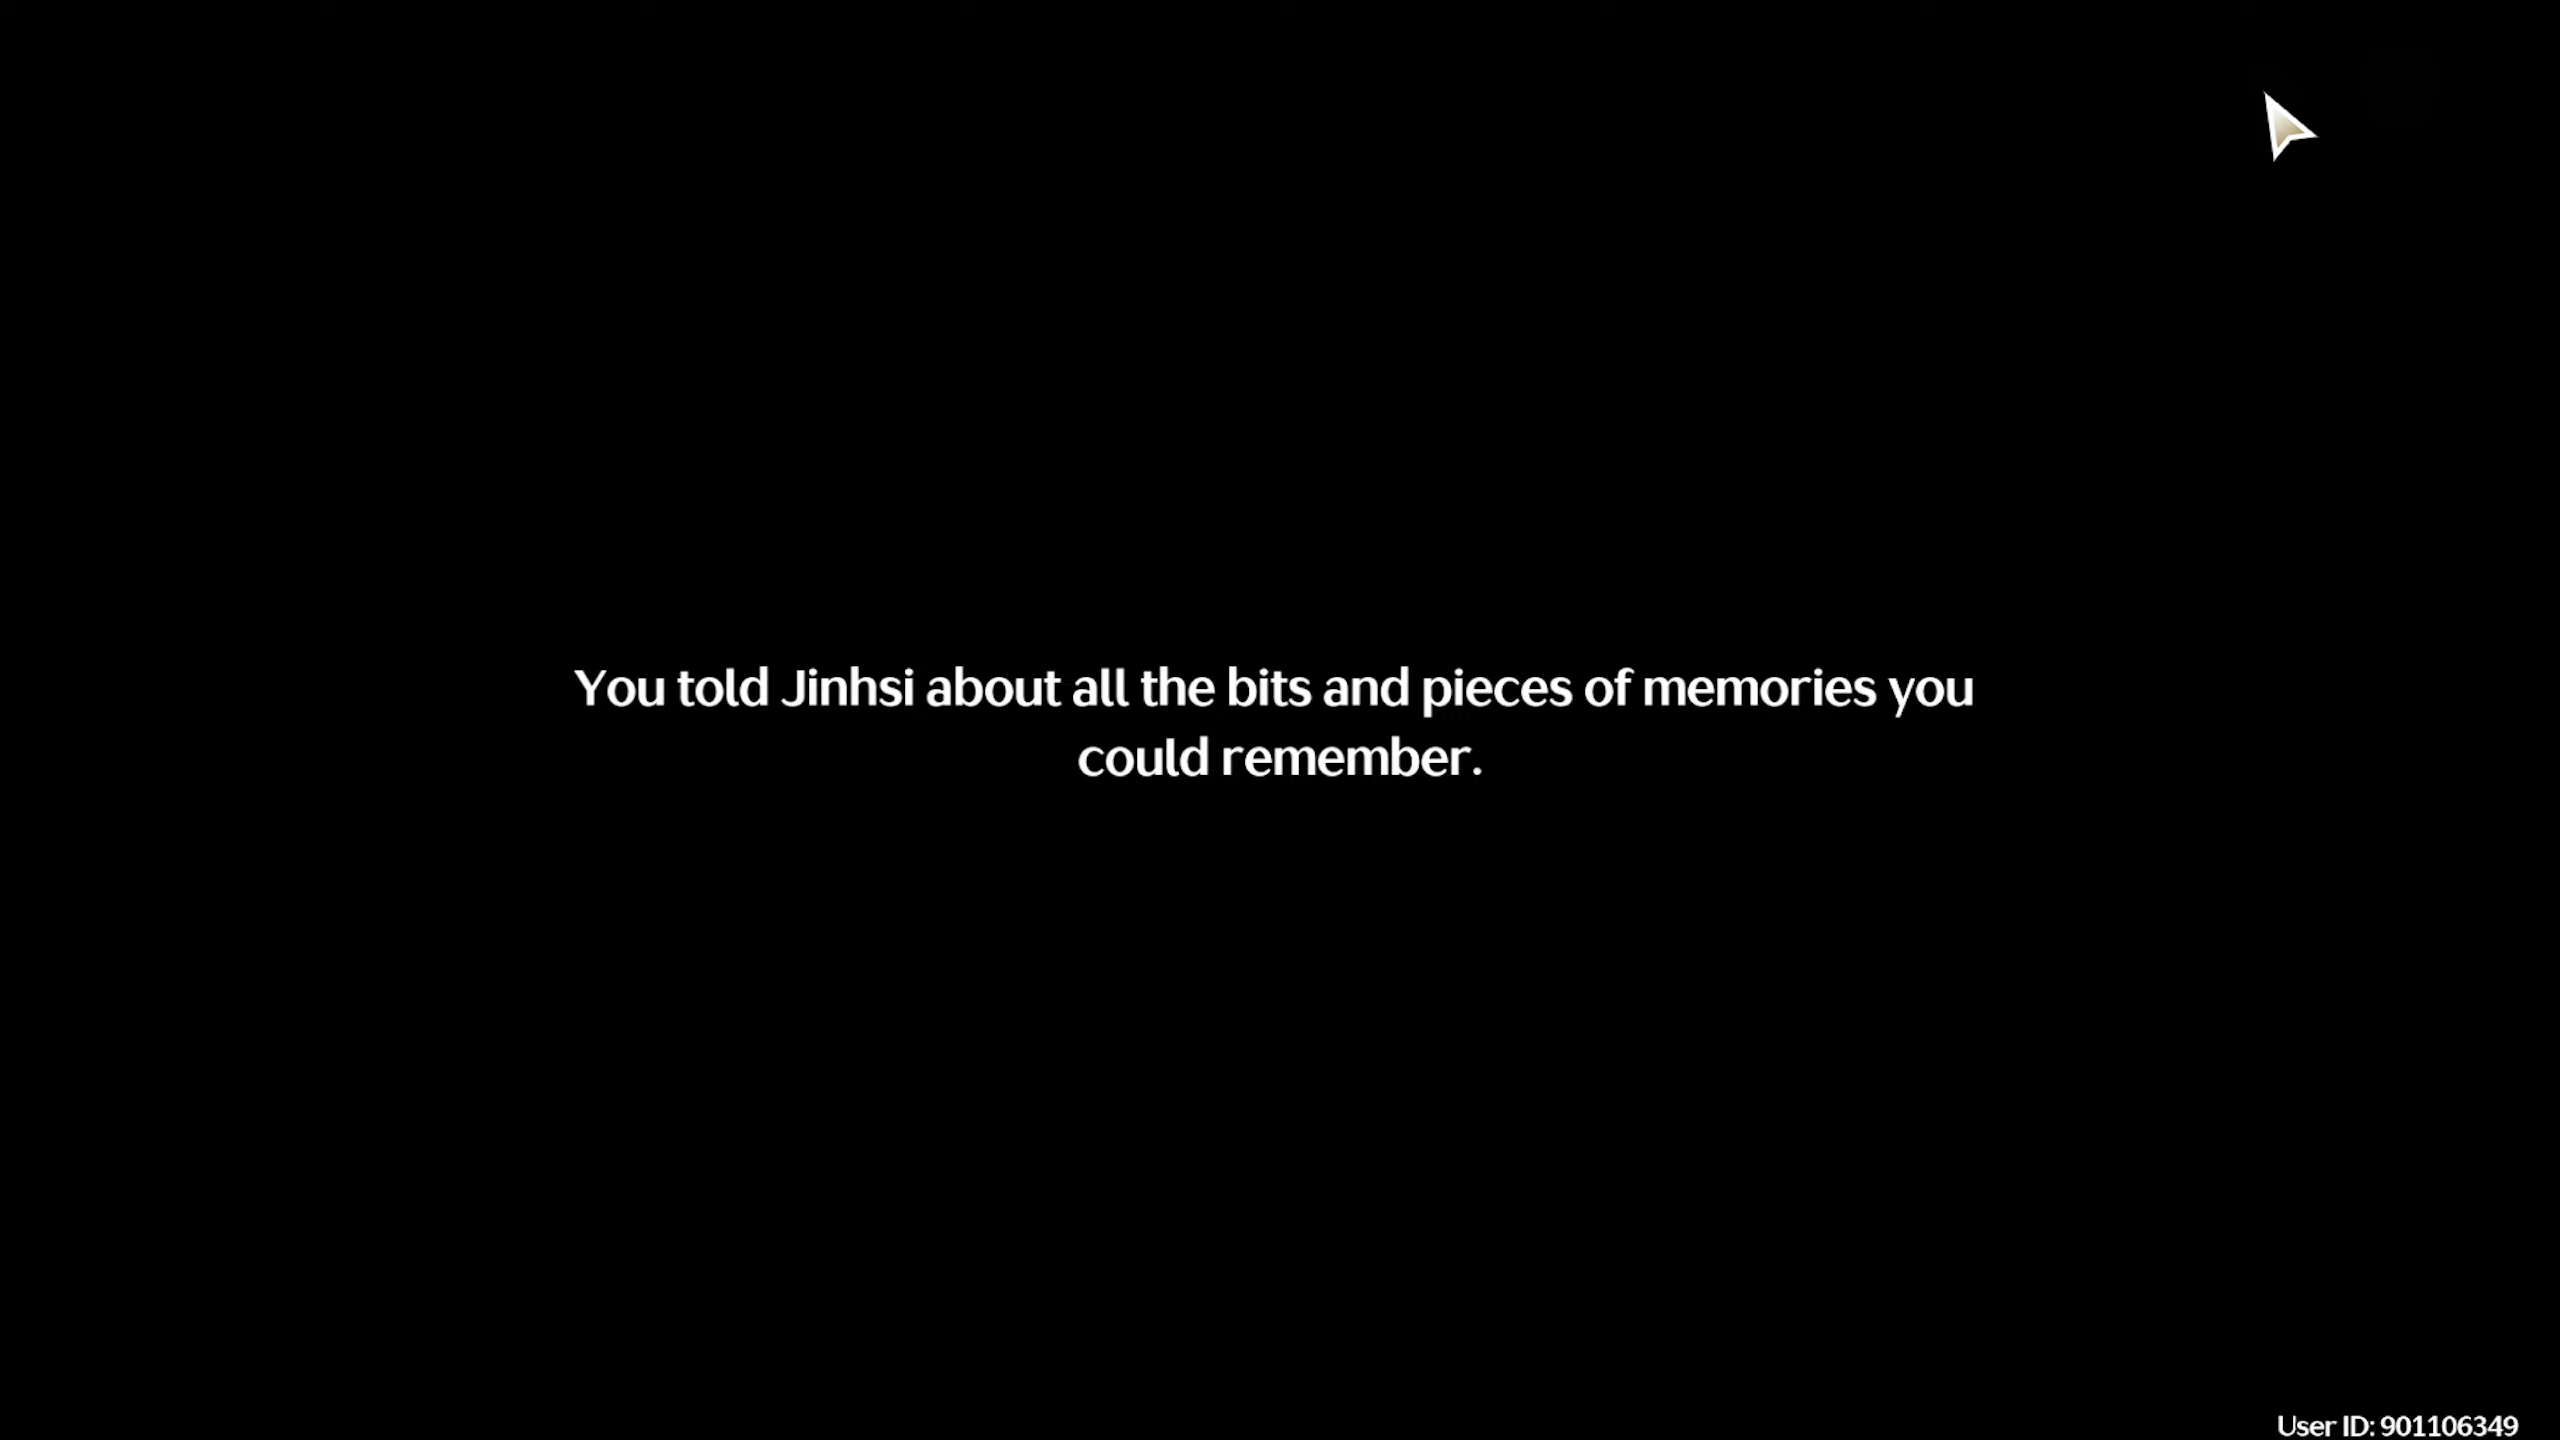 You told Jinhsi about all the bits and pieces of memories you
could remember.
User ID: 901106349